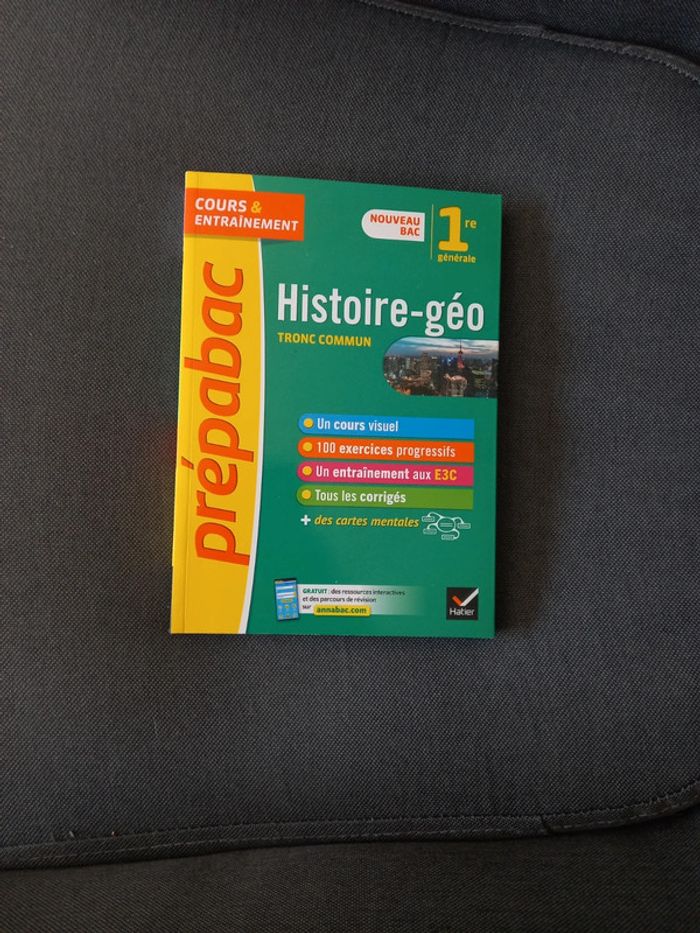 COURS &
ENTRAÎNEMENT
NOUVEAU
BAC
1re
générale
prépabac
Histoire-géo
TRONC COMMUN
Un cours visuel
100 exercices progressifs
Un entraînement aux E3C
Tous les corrigés
+ des cartes mentales
GRATUIT : des ressources interactives
et des parcours de révision
sur annabac.com
Hatier